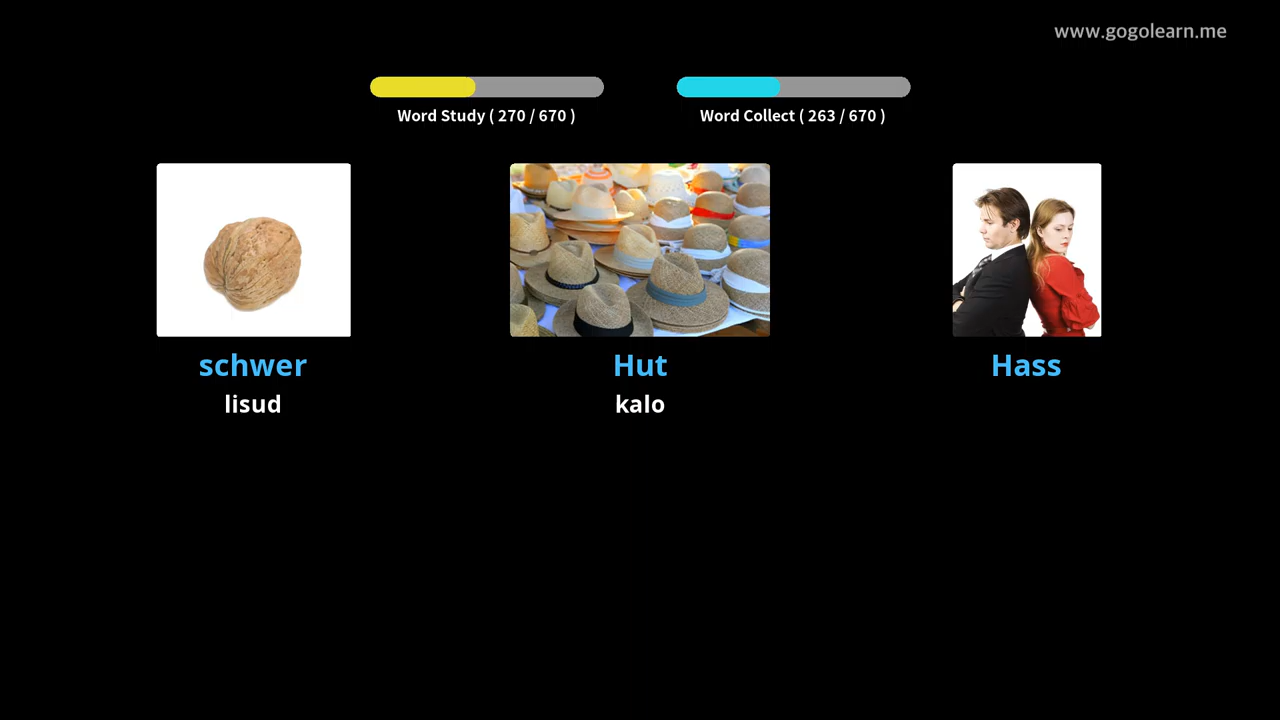 www.gogolearn.me
Word Study ( 270 / 670 )
Word Collect ( 263 / 670 )
schwer
Hut
Hass
lisud
kalo